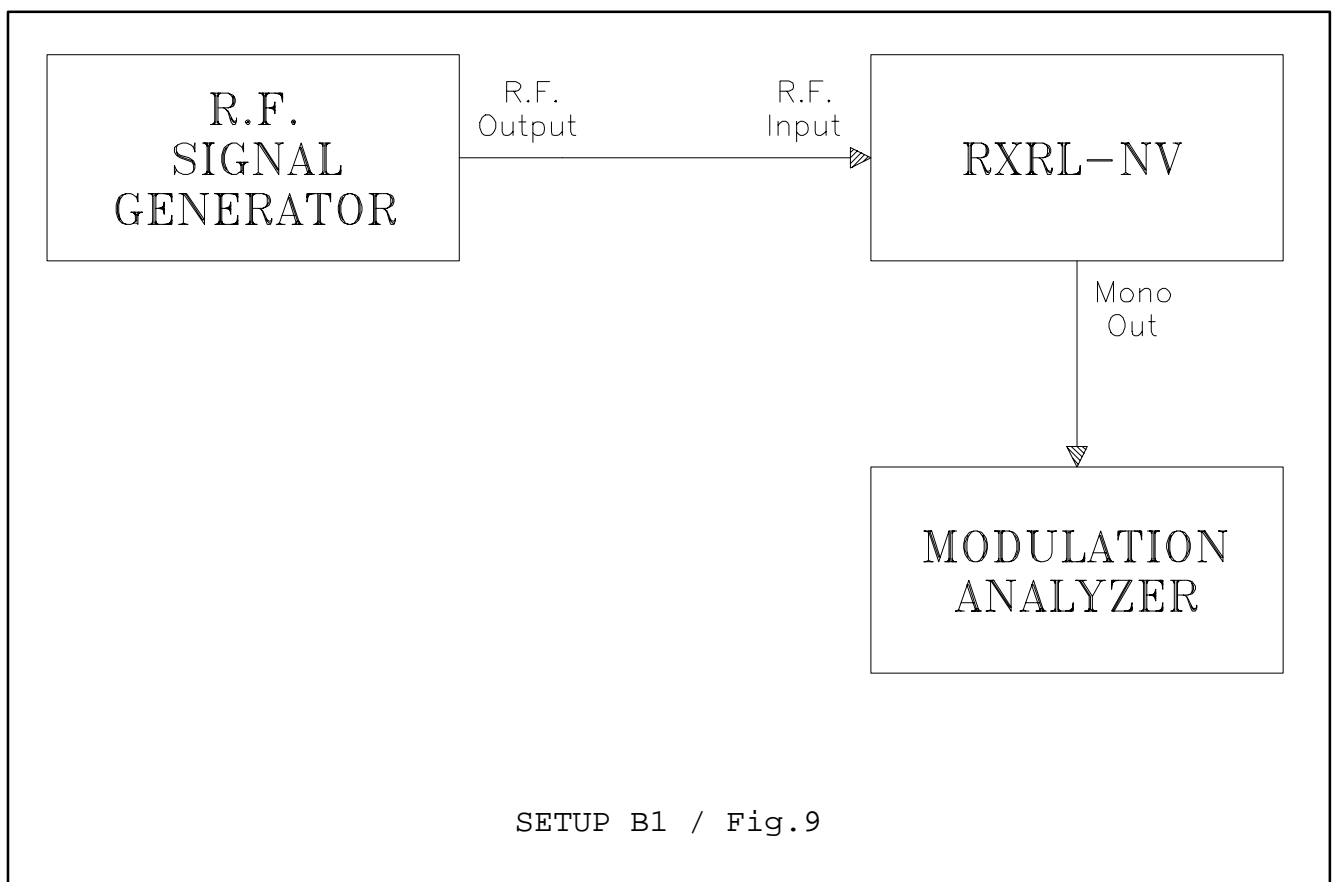 R.F.
SIGNAL
GENERATOR
R.F.
Output
R.F.
Input
RXRL-NV
Mono
Out
MODULATION
ANALYZER
SETUP B1 / Fig.9